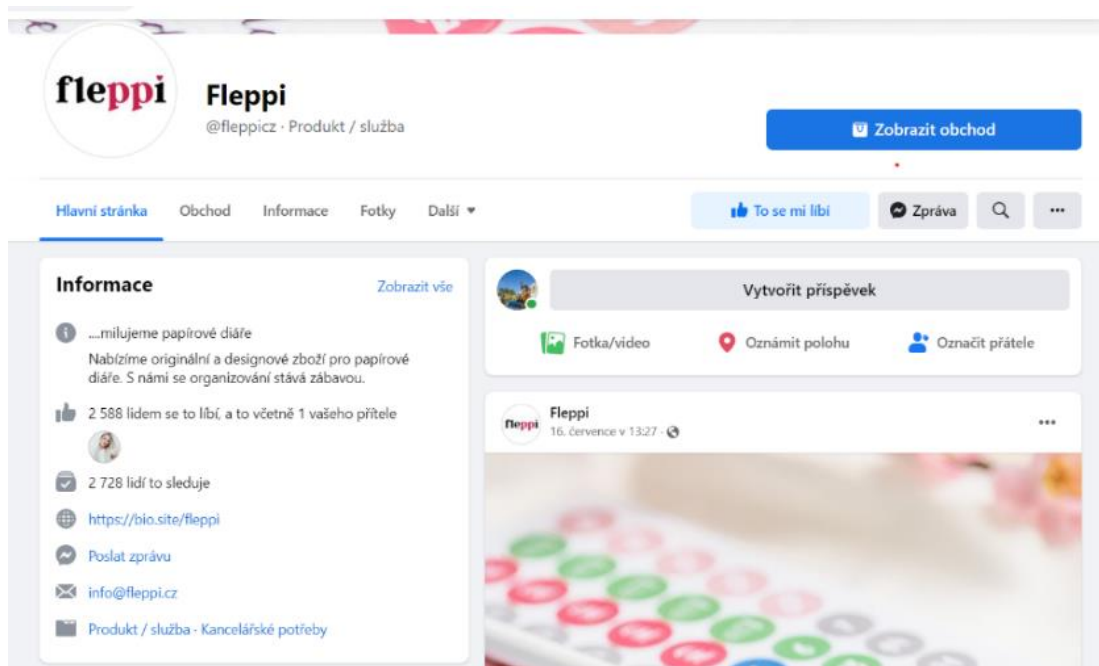 fleppi
Fleppi
@fleppicz · Produkt / služba
Zobrazit obchod
Hlavní stránka
Obchod
Informace
Fotky
Další
To se mi líbí
Zpráva
Informace
Zobrazit vše
....milujeme papírové diáře
Nabízíme originální a designové zboží pro papírové
diáře. S námi se organizování stává zábavou.
2 588 lidem se to líbí, a to včetně 1 vašeho přítele
2 728 lidí to sleduje
https://bio.site/fleppi
Poslat zprávu
info@fleppi.cz
Produkt / služba · Kancelářské potřeby
Vytvořit příspěvek
Fotka/video
Oznámit polohu
Označit přátele
fleppi
Fleppi
16. července v 13:27 ·